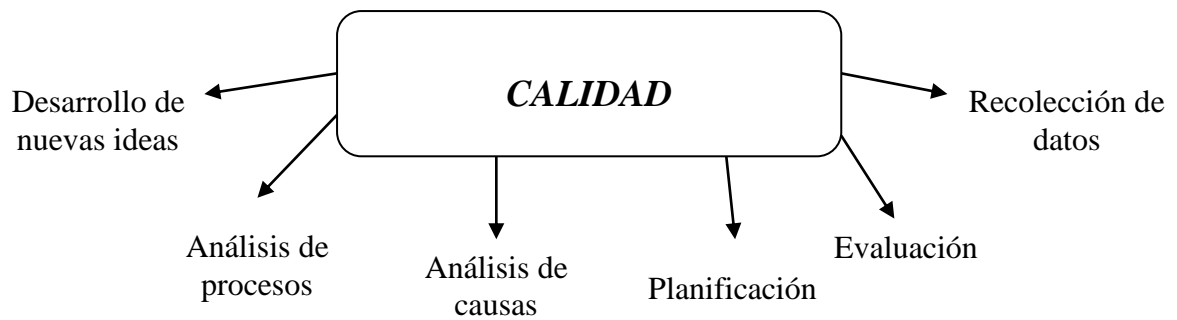 CALIDAD
Desarrollo de
nuevas ideas
Análisis de
procesos
Análisis de
causas
Planificación
Evaluación
Recolección de
datos